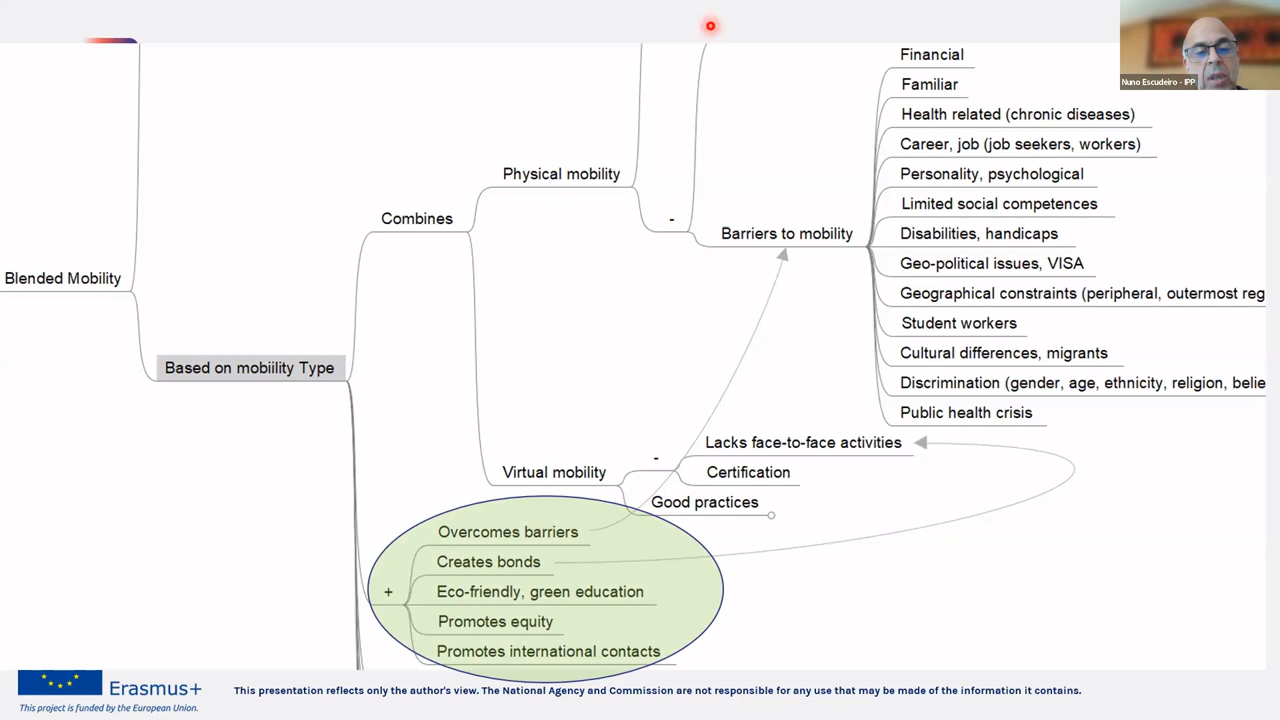 Nuno Escudeiro - IPP
Financial
Familiar
Health related (chronic diseases)
Career, job (job seekers, workers)
Personality, psychological
Limited social competences
Disabilities, handicaps
Geo-political issues, VISA
Geographical constraints (peripheral, outermost reg
Student workers
Cultural differences, migrants
Discrimination (gender, age, ethnicity, religion, belie
Public health crisis
Barriers to mobility
Physical mobility
-
Combines
Blended Mobility
Based on mobiility Type
Virtual mobility
-
Lacks face-to-face activities
Certification
Good practices
+
Overcomes barriers
Creates bonds
Eco-friendly, green education
Promotes equity
Promotes international contacts
Erasmus+
This project is funded by the European Union.
This presentation reflects only the author's view. The National Agency and Commission are not responsible for any use that may be made of the information it contains.